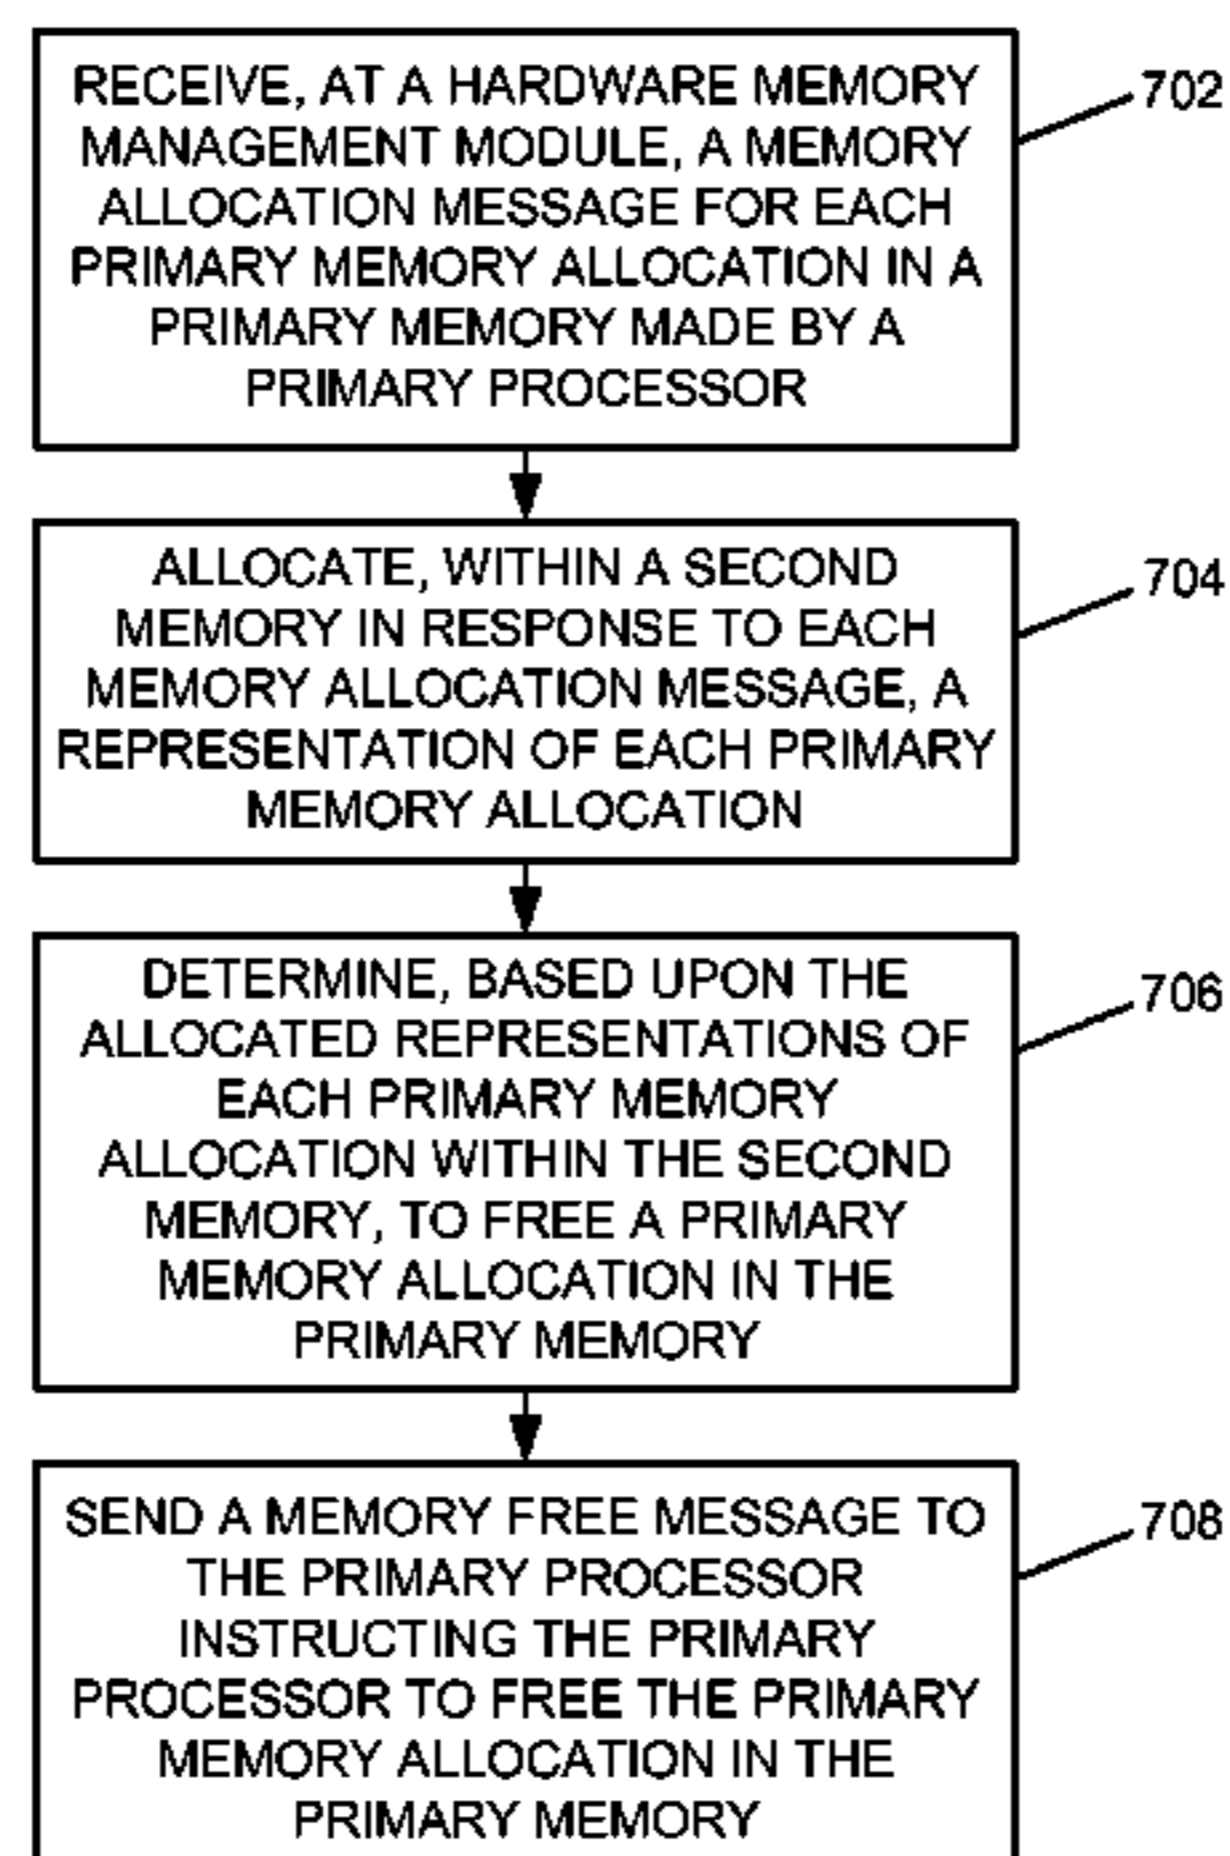 RECEIVE, AT A HARDWARE MEMORY
MANAGEMENT MODULE, A MEMORY
ALLOCATION MESSAGE FOR EACH
PRIMARY MEMORY ALLOCATION IN A
PRIMARY MEMORY MADE BY A
PRIMARY PROCESSOR
702
ALLOCATE, WITHIN A SECOND
MEMORY IN RESPONSE TO EACH
MEMORY ALLOCATION MESSAGE, A
REPRESENTATION OF EACH PRIMARY
MEMORY ALLOCATION
704
DETERMINE, BASED UPON THE
ALLOCATED REPRESENTATIONS OF
EACH PRIMARY MEMORY
ALLOCATION WITHIN THE SECOND
MEMORY, TO FREE A PRIMARY
MEMORY ALLOCATION IN THE
PRIMARY MEMORY
706
SEND A MEMORY FREE MESSAGE TO
THE PRIMARY PROCESSOR
INSTRUCTING THE PRIMARY
PROCESSOR TO FREE THE PRIMARY
MEMORY ALLOCATION IN THE
PRIMARY MEMORY
708